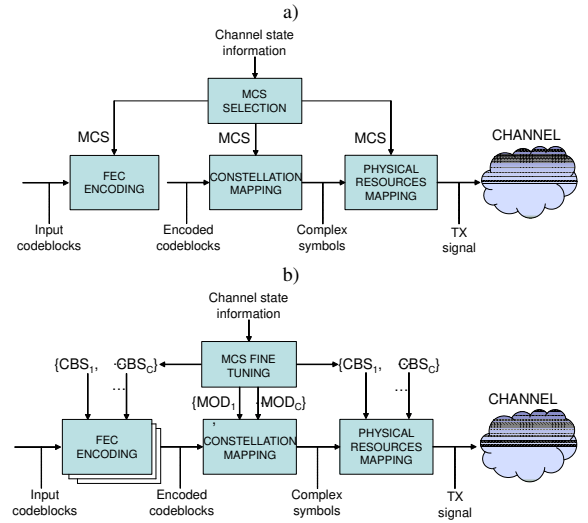 a)
Channel state
information
MCS
SELECTION
MCS
MCS
MCS
CHANNEL
FEC
ENCODING
CONSTELLATION
MAPPING
PHYSICAL
RESOURCES
MAPPING
Input
codeblocks
Encoded
codeblocks
Complex
symbols
TX
signal
b)
Channel state
information
{CBS1, CBSC}
...
MCS FINE
TUNING
{CBS1, CBSC}
...
{MOD1, MODC}
CHANNEL
FEC
ENCODING
CONSTELLATION
MAPPING
PHYSICAL
RESOURCES
MAPPING
Input
codeblocks
Encoded
codeblocks
Complex
symbols
TX
signal